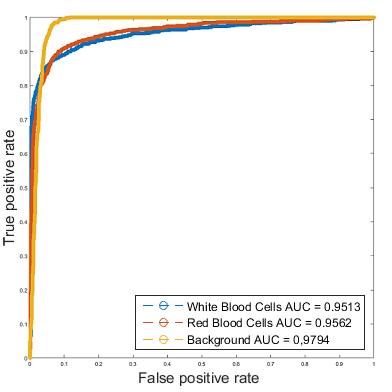 1
0.9
0.8
0.7
0.6
0.5
0.4
0.3
0.2
0.1
0
True positive rate
White Blood Cells AUC = 0.9513
Red Blood Cells AUC = 0.9562
Background AUC = 0,9794
0 0.1 0.2 0.3 0.4 0.5 0.6 0.7 0.8 0.9 1
False positive rate